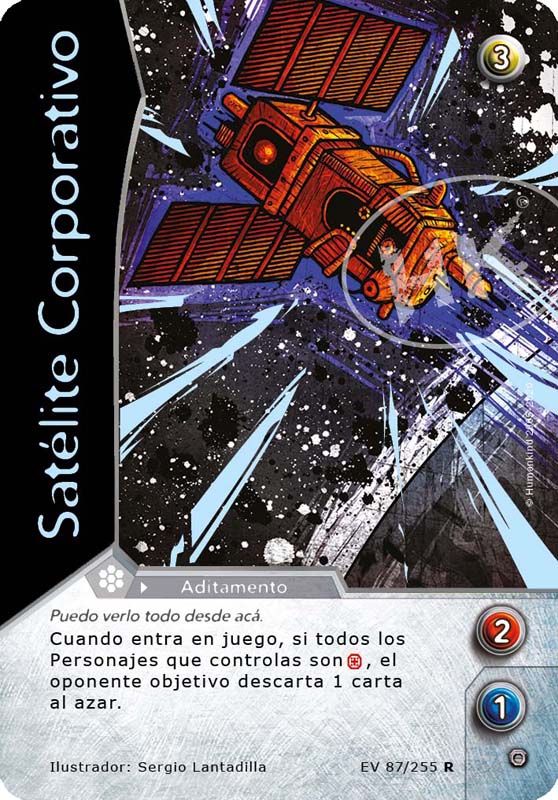 Satélite Corporativo
3
HK
Aditamento
Puedo verlo todo desde acá.
Cuando entra en juego, si todos los
Personajes que controlas son , el
oponente objetivo descarta 1 carta
al azar.
2
1
Ilustrador: Sergio Lantadilla
EV 87/255 R